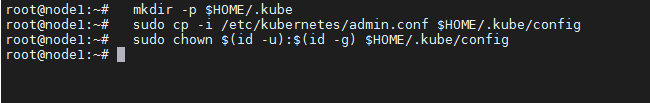 root@node1:~#   mkdir -p $HOME/.kube
root@node1:~#   sudo cp -i /etc/kubernetes/admin.conf $HOME/.kube/config
root@node1:~#   sudo chown $(id -u):$(id -g) $HOME/.kube/config
root@node1:~#